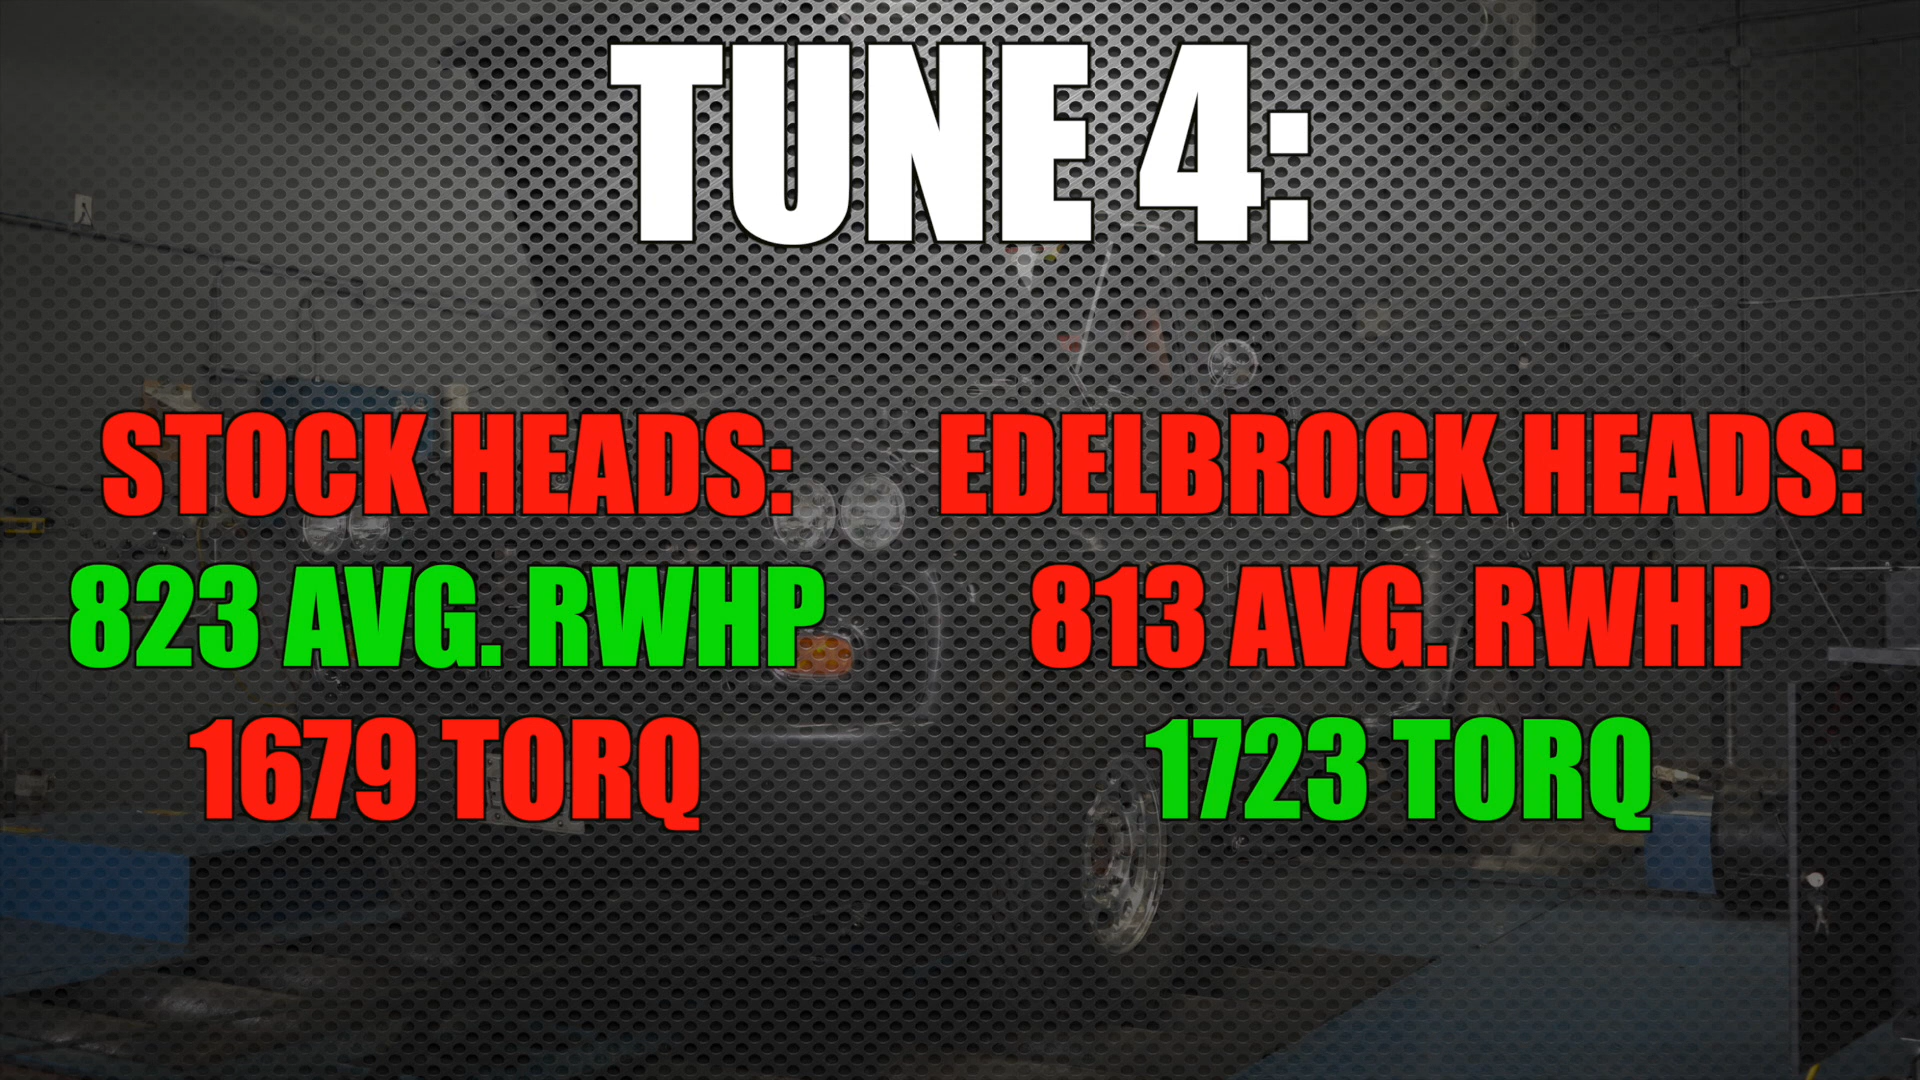 TUNE 4:
STOCK HEADS:
823 AVG. RWHP
1679 TORQ
EDELBROCK HEADS:
813 AVG. RWHP
1723 TORQ